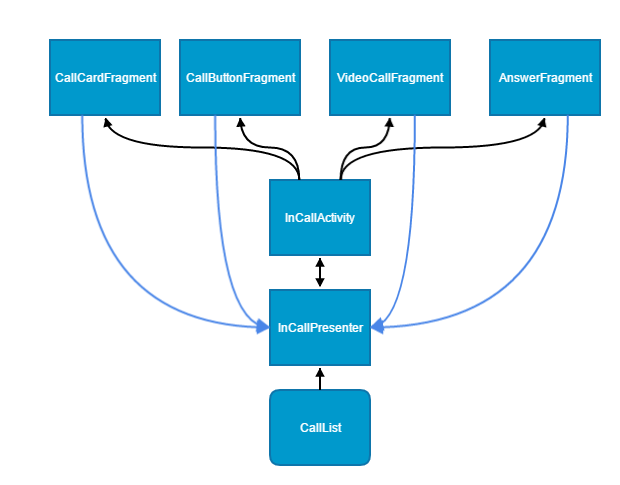 CallCardFragment
CallButtonFragment
VideoCallFragment
AnswerFragment
InCallActivity
InCallPresenter
CallList